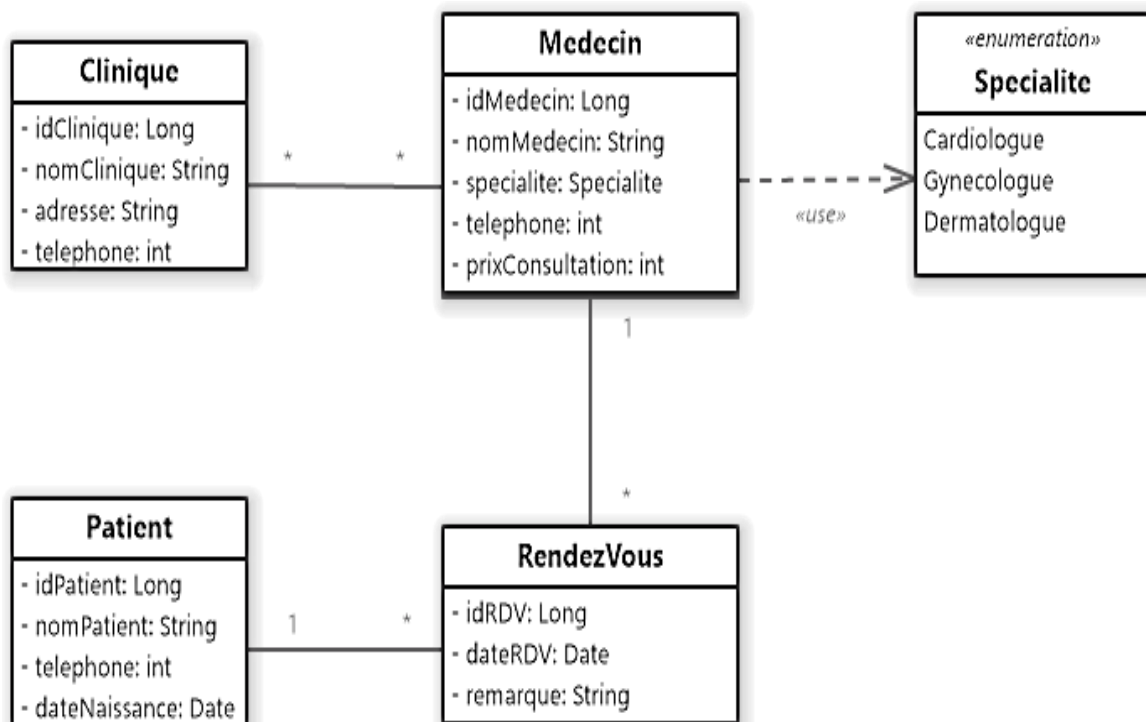 Clinique
- idClinique: Long
- nomClinique: String
- adresse: String
- telephone: int
*
*
Medecin
- idMedecin: Long
- nomMedecin: String
- specialite: Specialite
- telephone: int
- prixConsultation: int
«use»
«enumeration»
Specialite
Cardiologue
Gynecologue
Dermatologue
1
*
Patient
- idPatient: Long
- nomPatient: String
- telephone: int
- dateNaissance: Date
1
*
RendezVous
- idRDV: Long
- dateRDV: Date
- remarque: String